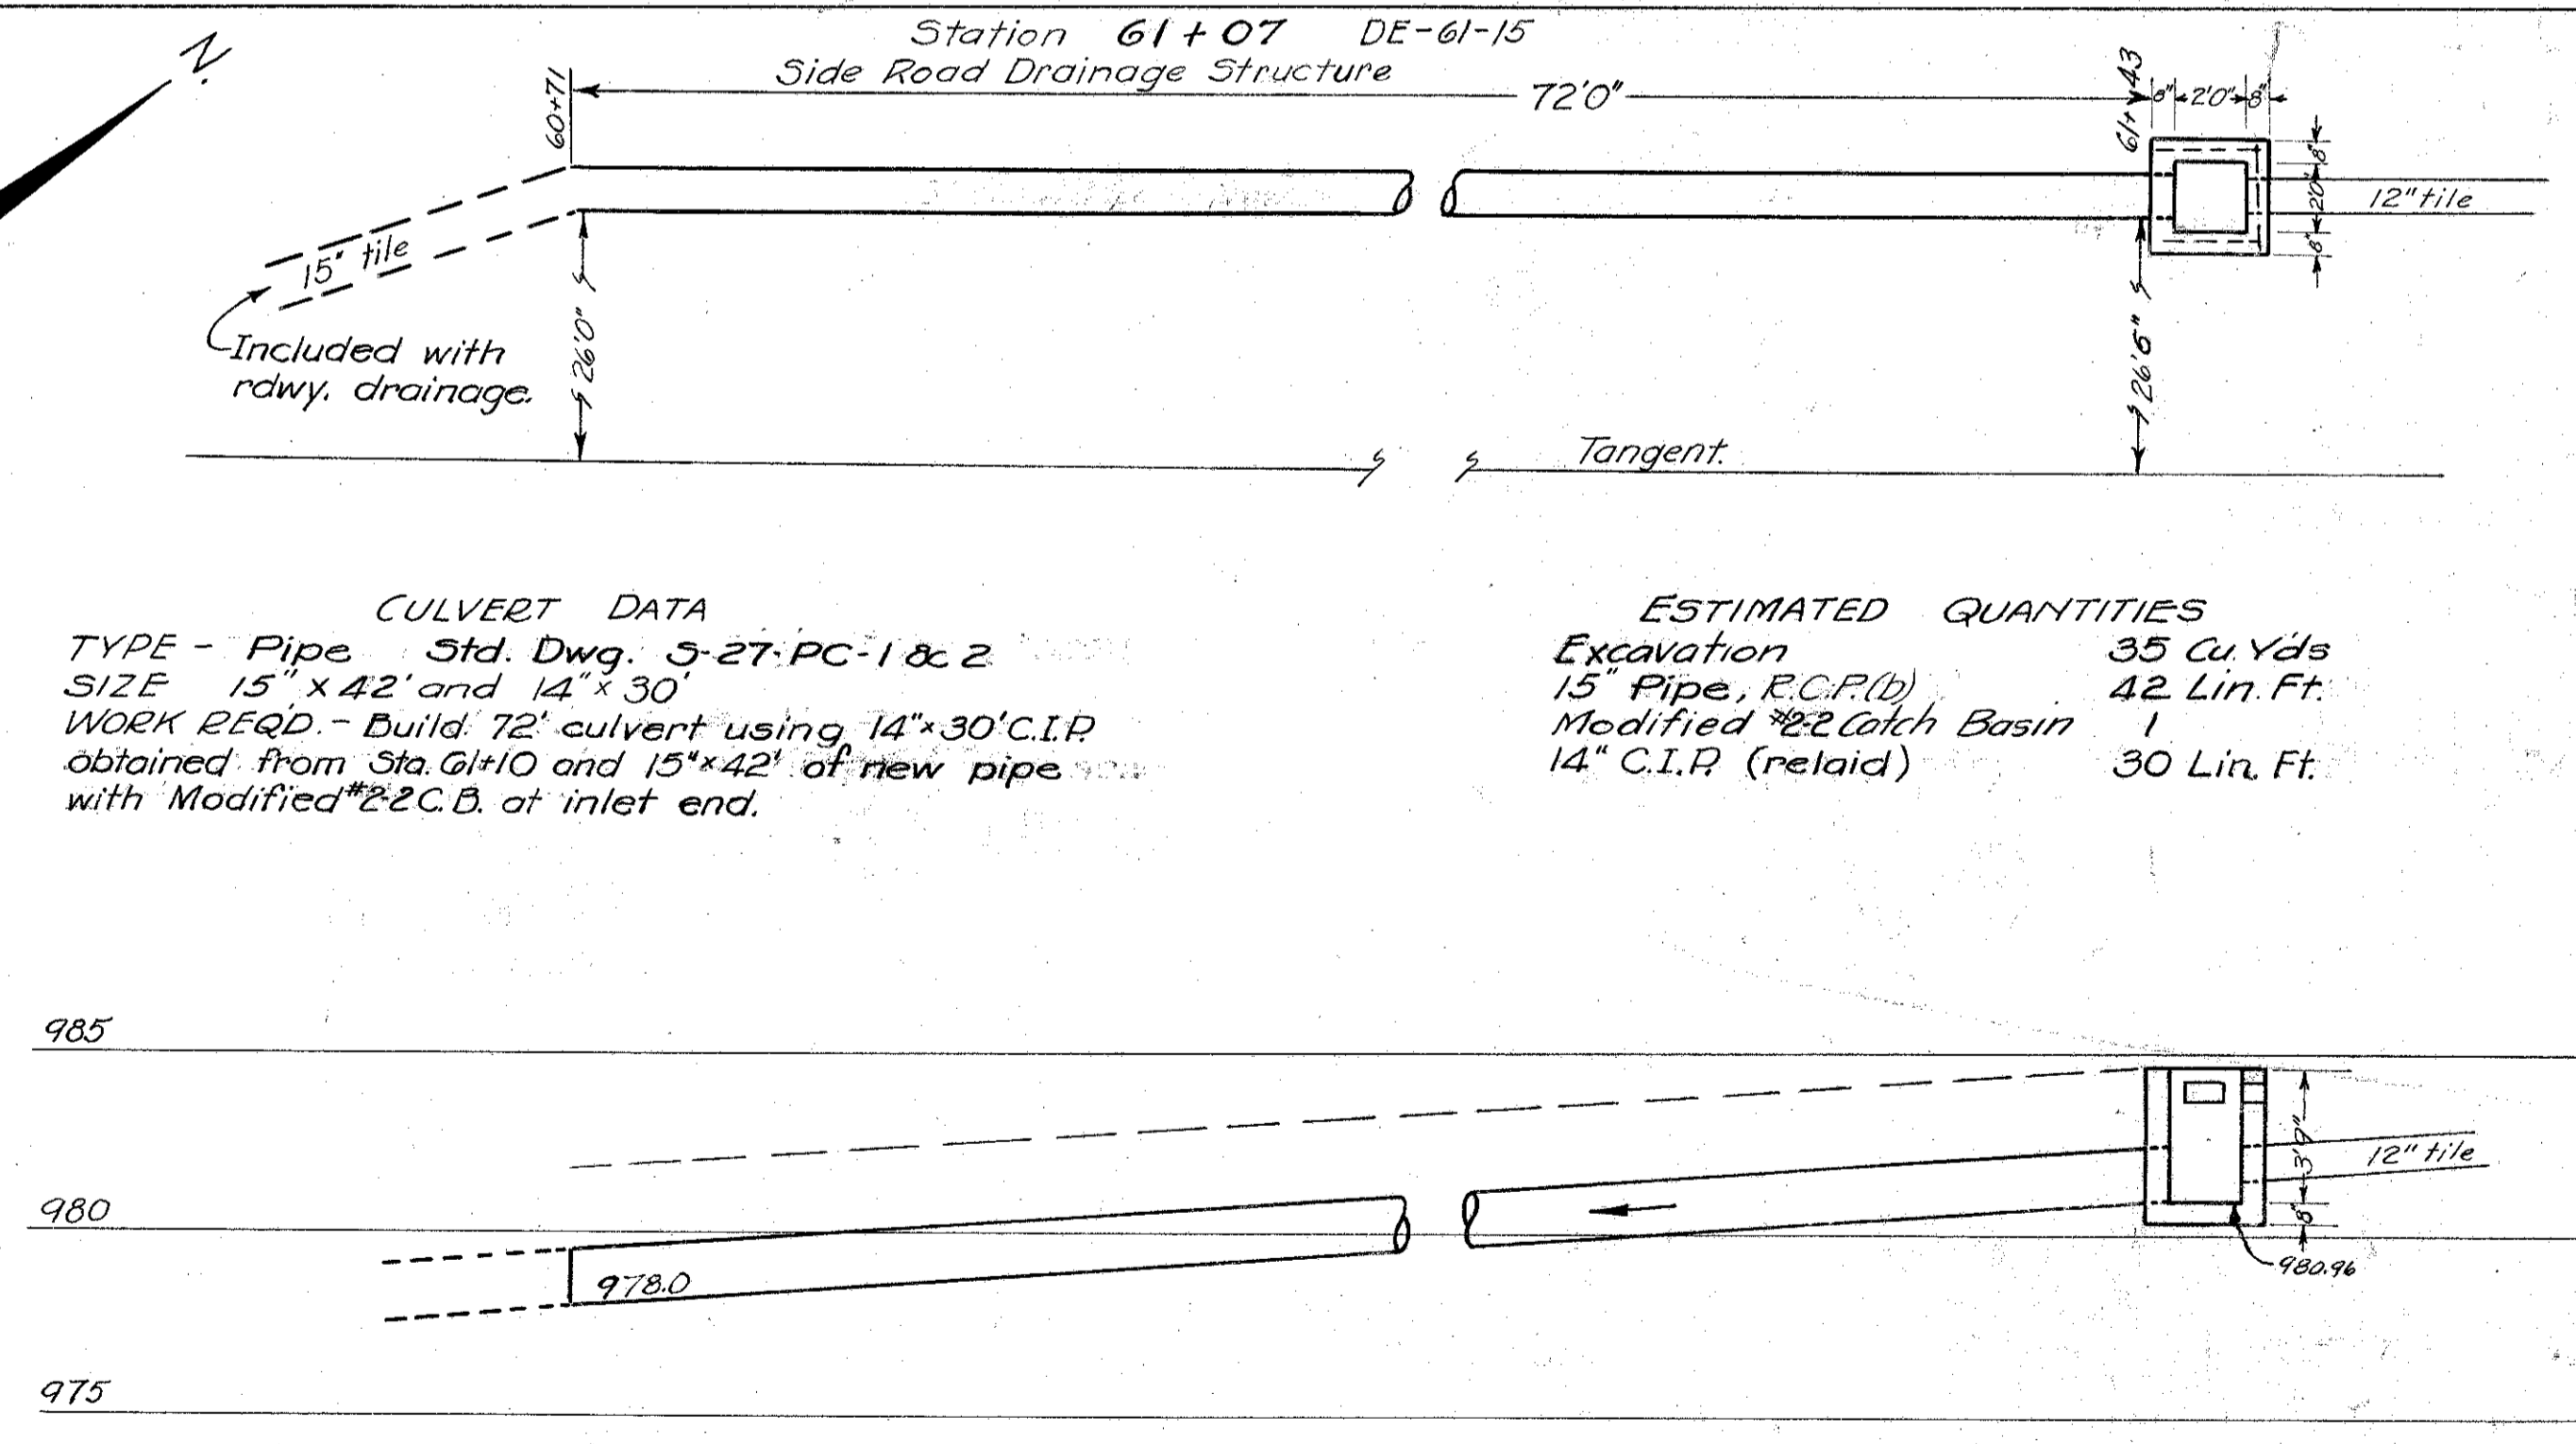 Station 61+07 DE-61-15
Side Road Drainage Structure
N.
60+71
72'0"
61+43
8" 2'0" 8"
8"
2'0"
8"
12" tile
15" tile
Included with
rdwy. drainage.
26'0"
26'6"
Tangent.
CULVERT DATA
TYPE - Pipe Std. Dwg. S-27-PC-1 & 2
SIZE 15" x 42' and 14" x 30'
WORK REQD. - Build 72' culvert using 14" x 30' C.I.P.
obtained from Sta. 61+10 and 15" x 42' of new pipe
with Modified #2-2 C.B. at inlet end.
ESTIMATED QUANTITIES
Excavation 35 Cu. Yds
15" Pipe, R.C.P.(b) 42 Lin. Ft.
Modified #2-2 Catch Basin 1
14" C.I.P. (relaid) 30 Lin. Ft.
985
980
975
978.0
3'9"
8"
12" tile
980.96